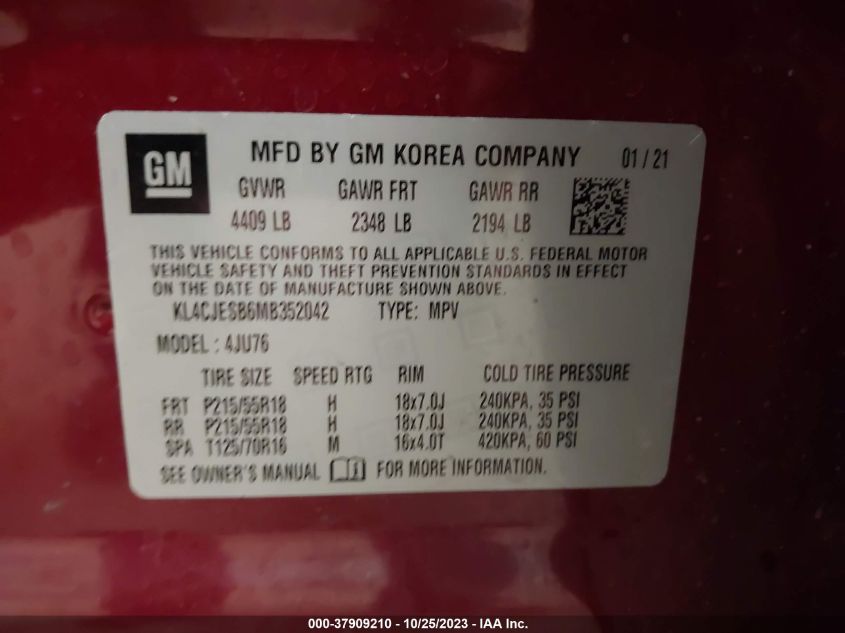 GM MFD BY GM KOREA COMPANY 01 / 21
GVWR GAWR FRT GAWR RR
4409 LB 2348 LB 2194 LB
THIS VEHICLE CONFORMS TO ALL APPLICABLE U.S. FEDERAL MOTOR
VEHICLE SAFETY AND THEFT PREVENTION STANDARDS IN EFFECT
ON THE DATE OF MANUFACTURE SHOWN ABOVE.
KL4CJESB6MB352042 TYPE: MPV
MODEL : 4JU76
TIRE SIZE SPEED RTG RIM COLD TIRE PRESSURE
FRT P215/55R18 H 18x7.0J 240KPA, 35 PSI
RR P215/55R18 H 18x7.0J 240KPA, 35 PSI
SPA T125/70R16 M 16x4.0T 420KPA, 60 PSI
SEE OWNER'S MANUAL FOR MORE INFORMATION.
000-37909210 - 10/25/2023 - IAA Inc.